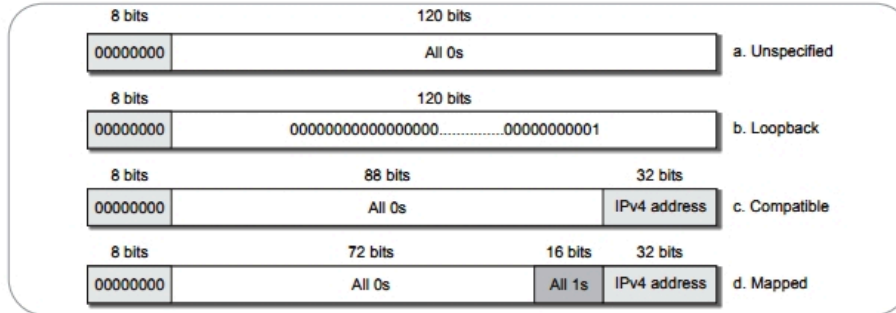 8 bits 120 bits
00000000 All 0s a. Unspecified
8 bits 120 bits
00000000 00000000000000000...............00000000001 b. Loopback
8 bits 88 bits 32 bits
00000000 All 0s IPv4 address c. Compatible
8 bits 72 bits 16 bits 32 bits
00000000 All 0s All 1s IPv4 address d. Mapped